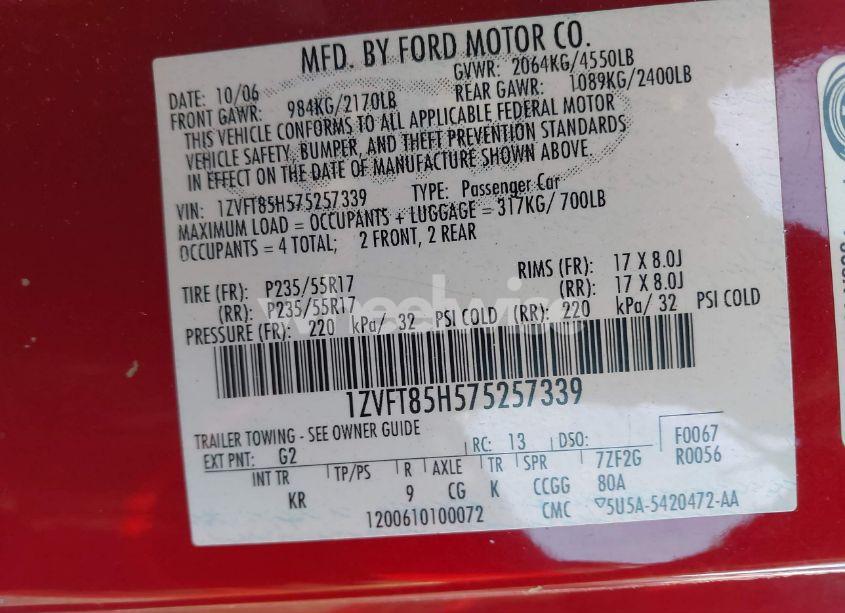 MFD. BY FORD MOTOR CO.
DATE: 10/06 GVWR: 2064KG/4550LB
FRONT GAWR: 984KG/2170LB REAR GAWR: 1089KG/2400LB
THIS VEHICLE CONFORMS TO ALL APPLICABLE FEDERAL MOTOR
VEHICLE SAFETY, BUMPER, AND THEFT PREVENTION STANDARDS
IN EFFECT ON THE DATE OF MANUFACTURE SHOWN ABOVE.
VIN: 1ZVFT85H575257339 TYPE: Passenger Car
MAXIMUM LOAD = OCCUPANTS + LUGGAGE = 317KG/ 700LB
OCCUPANTS = 4 TOTAL; 2 FRONT, 2 REAR
TIRE (FR): P235/55R17 RIMS (FR): 17 X 8.0J
(RR): P235/55R17 (RR): 17 X 8.0J
PRESSURE (FR): 220 kPa/ 32 PSI COLD (RR): 220 kPa/ 32 PSI COLD
wheelwise
1ZVFT85H575257339
TRAILER TOWING - SEE OWNER GUIDE
EXT PNT: G2 RC: 13 DSO: F0067
INT TR TP/PS R AXLE TR SPR 7ZF2G R0056
KR 9 CG K CCGG 80A
1200610100072 CMC ▽5U5A-5420472-AA